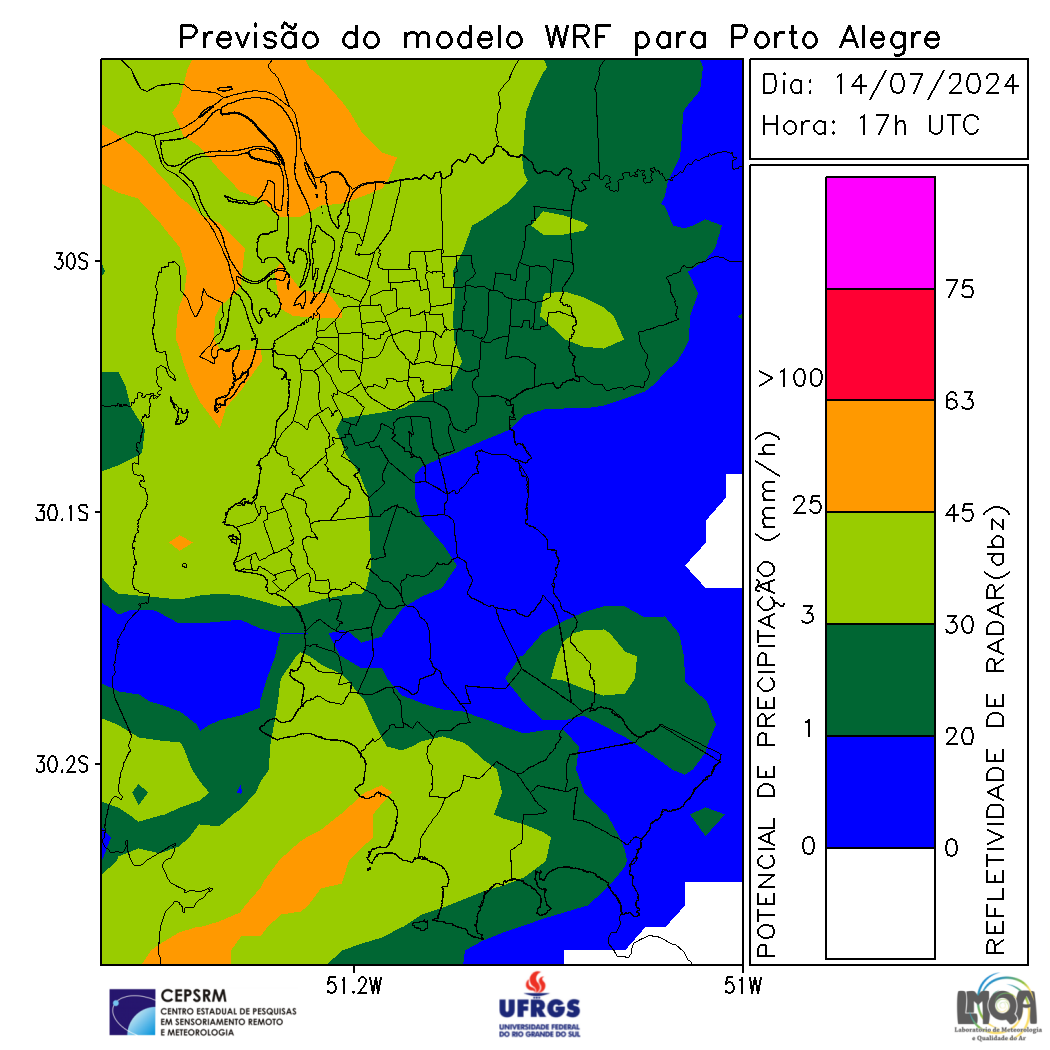 Previsão do modelo WRF para Porto Alegre
Dia: 14/07/2024
Hora: 17h UTC
30S
30.1S
30.2S
51.2W
51W
POTENCIAL DE PRECIPITAÇÃO (mm/h)
>100
25
3
1
0
75
63
45
30
20
0
REFLETIVIDADE DE RADAR(dbz)
CEPSRM
CENTRO ESTADUAL DE PESQUISAS
EM SENSORIAMENTO REMOTO
E METEOROLOGIA
UFRGS
UNIVERSIDADE FEDERAL
DO RIO GRANDE DO SUL
LMQA
Laboratório de Meteorologia
e Qualidade do Ar